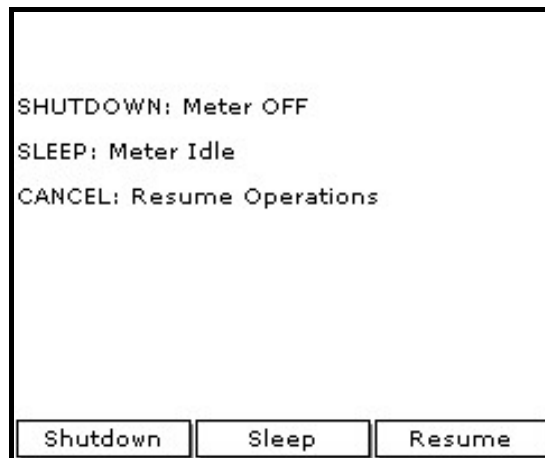 SHUTDOWN: Meter OFF
SLEEP: Meter Idle
CANCEL: Resume Operations
Shutdown Sleep Resume